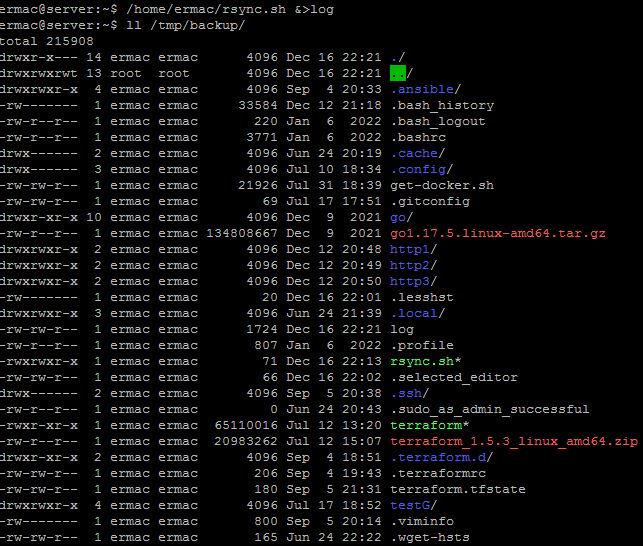 ermac@server:~$ /home/ermac/rsync.sh &>log
ermac@server:~$ ll /tmp/backup/
total 215908
drwxr-x--- 14 ermac ermac      4096 Dec 16 22:21 ./
drwxrwxrwt 13 root  root       4096 Dec 16 22:21 ../
drwxrwxr-x  4 ermac ermac      4096 Sep  4 20:33 .ansible/
-rw-------  1 ermac ermac     33584 Dec 12 21:18 .bash_history
-rw-r--r--  1 ermac ermac       220 Jan  6  2022 .bash_logout
-rw-r--r--  1 ermac ermac      3771 Jan  6  2022 .bashrc
drwx------  2 ermac ermac      4096 Jun 24 20:19 .cache/
drwx------  3 ermac ermac      4096 Jul 10 18:34 .config/
-rw-rw-r--  1 ermac ermac     21926 Jul 31 18:39 get-docker.sh
-rw-rw-r--  1 ermac ermac        69 Jul 17 17:51 .gitconfig
drwxr-xr-x 10 ermac ermac      4096 Dec  9  2021 go/
-rw-r--r--  1 ermac ermac 134808667 Dec  9  2021 go1.17.5.linux-amd64.tar.gz
drwxrwxr-x  2 ermac ermac      4096 Dec 12 20:48 http1/
drwxrwxr-x  2 ermac ermac      4096 Dec 12 20:49 http2/
drwxrwxr-x  2 ermac ermac      4096 Dec 12 20:50 http3/
-rw-------  1 ermac ermac        20 Dec 16 22:01 .lesshst
drwxrwxr-x  3 ermac ermac      4096 Jun 24 21:39 .local/
-rw-rw-r--  1 ermac ermac      1724 Dec 16 22:21 log
-rw-r--r--  1 ermac ermac       807 Jan  6  2022 .profile
-rwxrwxr-x  1 ermac ermac        71 Dec 16 22:13 rsync.sh*
-rw-rw-r--  1 ermac ermac        66 Dec 16 22:02 .selected_editor
drwx------  2 ermac ermac      4096 Sep  5 20:38 .ssh/
-rw-r--r--  1 ermac ermac         0 Jun 24 20:43 .sudo_as_admin_successful
-rwxr-xr-x  1 ermac ermac  65110016 Jul 12 13:20 terraform*
-rw-rw-r--  1 ermac ermac  20983262 Jul 12 15:07 terraform_1.5.3_linux_amd64.zip
drwxr-xr-x  2 ermac ermac      4096 Sep  4 18:51 .terraform.d/
-rw-rw-r--  1 ermac ermac       206 Sep  4 19:43 .terraformrc
-rw-rw-r--  1 ermac ermac       180 Sep  5 21:31 terraform.tfstate
drwxrwxr-x  4 ermac ermac      4096 Jul 17 18:52 testG/
-rw-------  1 ermac ermac       800 Sep  5 20:14 .viminfo
-rw-rw-r--  1 ermac ermac       165 Jun 24 22:22 .wget-hsts